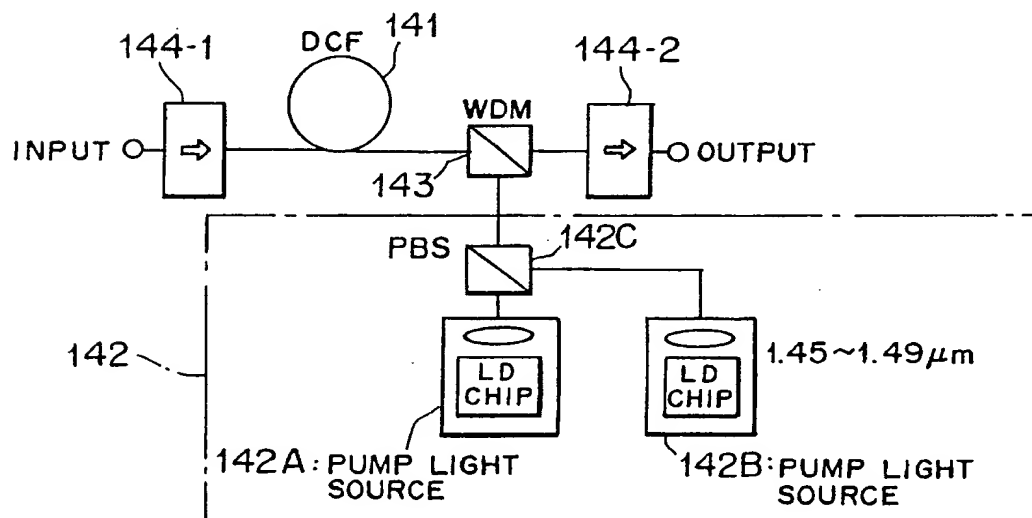 144-1
DCF
141
144-2
WDM
INPUT
OUTPUT
143
PBS
142C
142
LD
CHIP
LD
CHIP
1.45~1.49μm
142A: PUMP LIGHT
SOURCE
142B: PUMP LIGHT
SOURCE